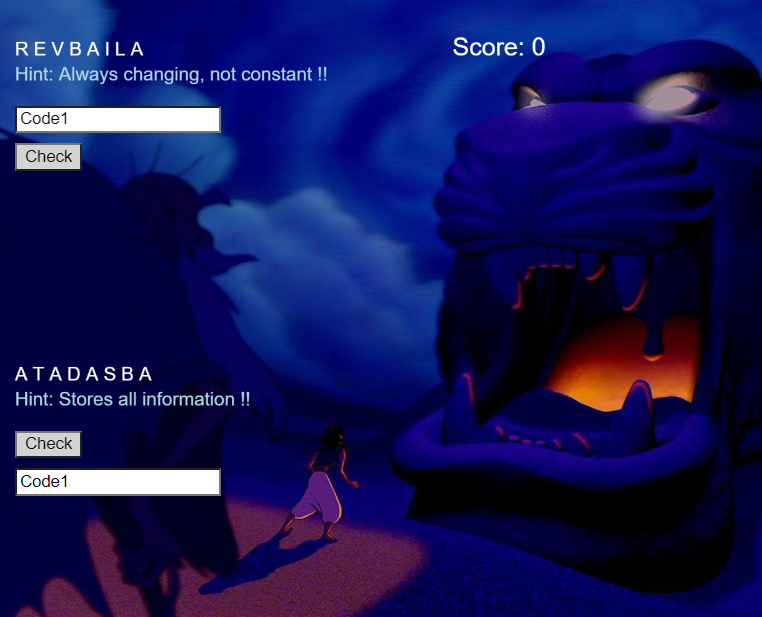 R E V B A I L A
Score: 0
Hint: Always changing, not constant !!
Code1
Check
A T A D A S B A
Hint: Stores all information !!
Check
Code1